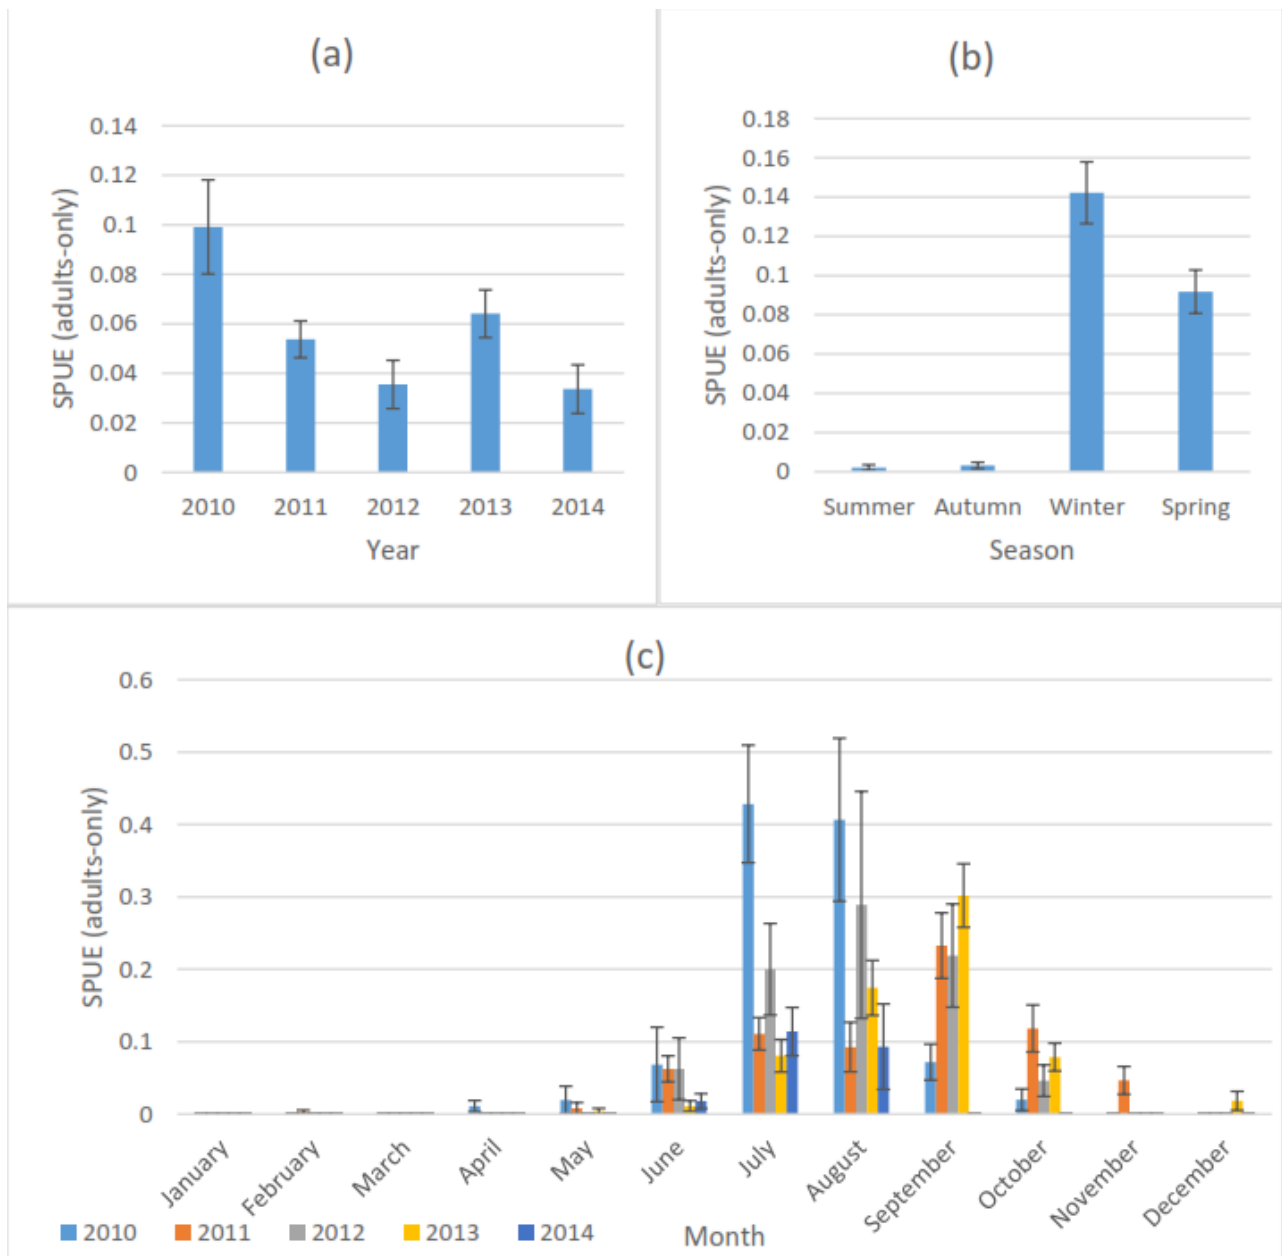 (a)
0.14
0.12
0.1
0.08
0.06
0.04
0.02
0
SPUE (adults-only)
2010 2011 2012 2013 2014
Year
(b)
0.18
0.16
0.14
0.12
0.1
0.08
0.06
0.04
0.02
0
SPUE (adults-only)
Summer Autumn Winter Spring
Season
(c)
0.6
0.5
0.4
0.3
0.2
0.1
0
SPUE (adults-only)
January February March April May June July August September October November December
2010 2011 2012 2013 2014
Month